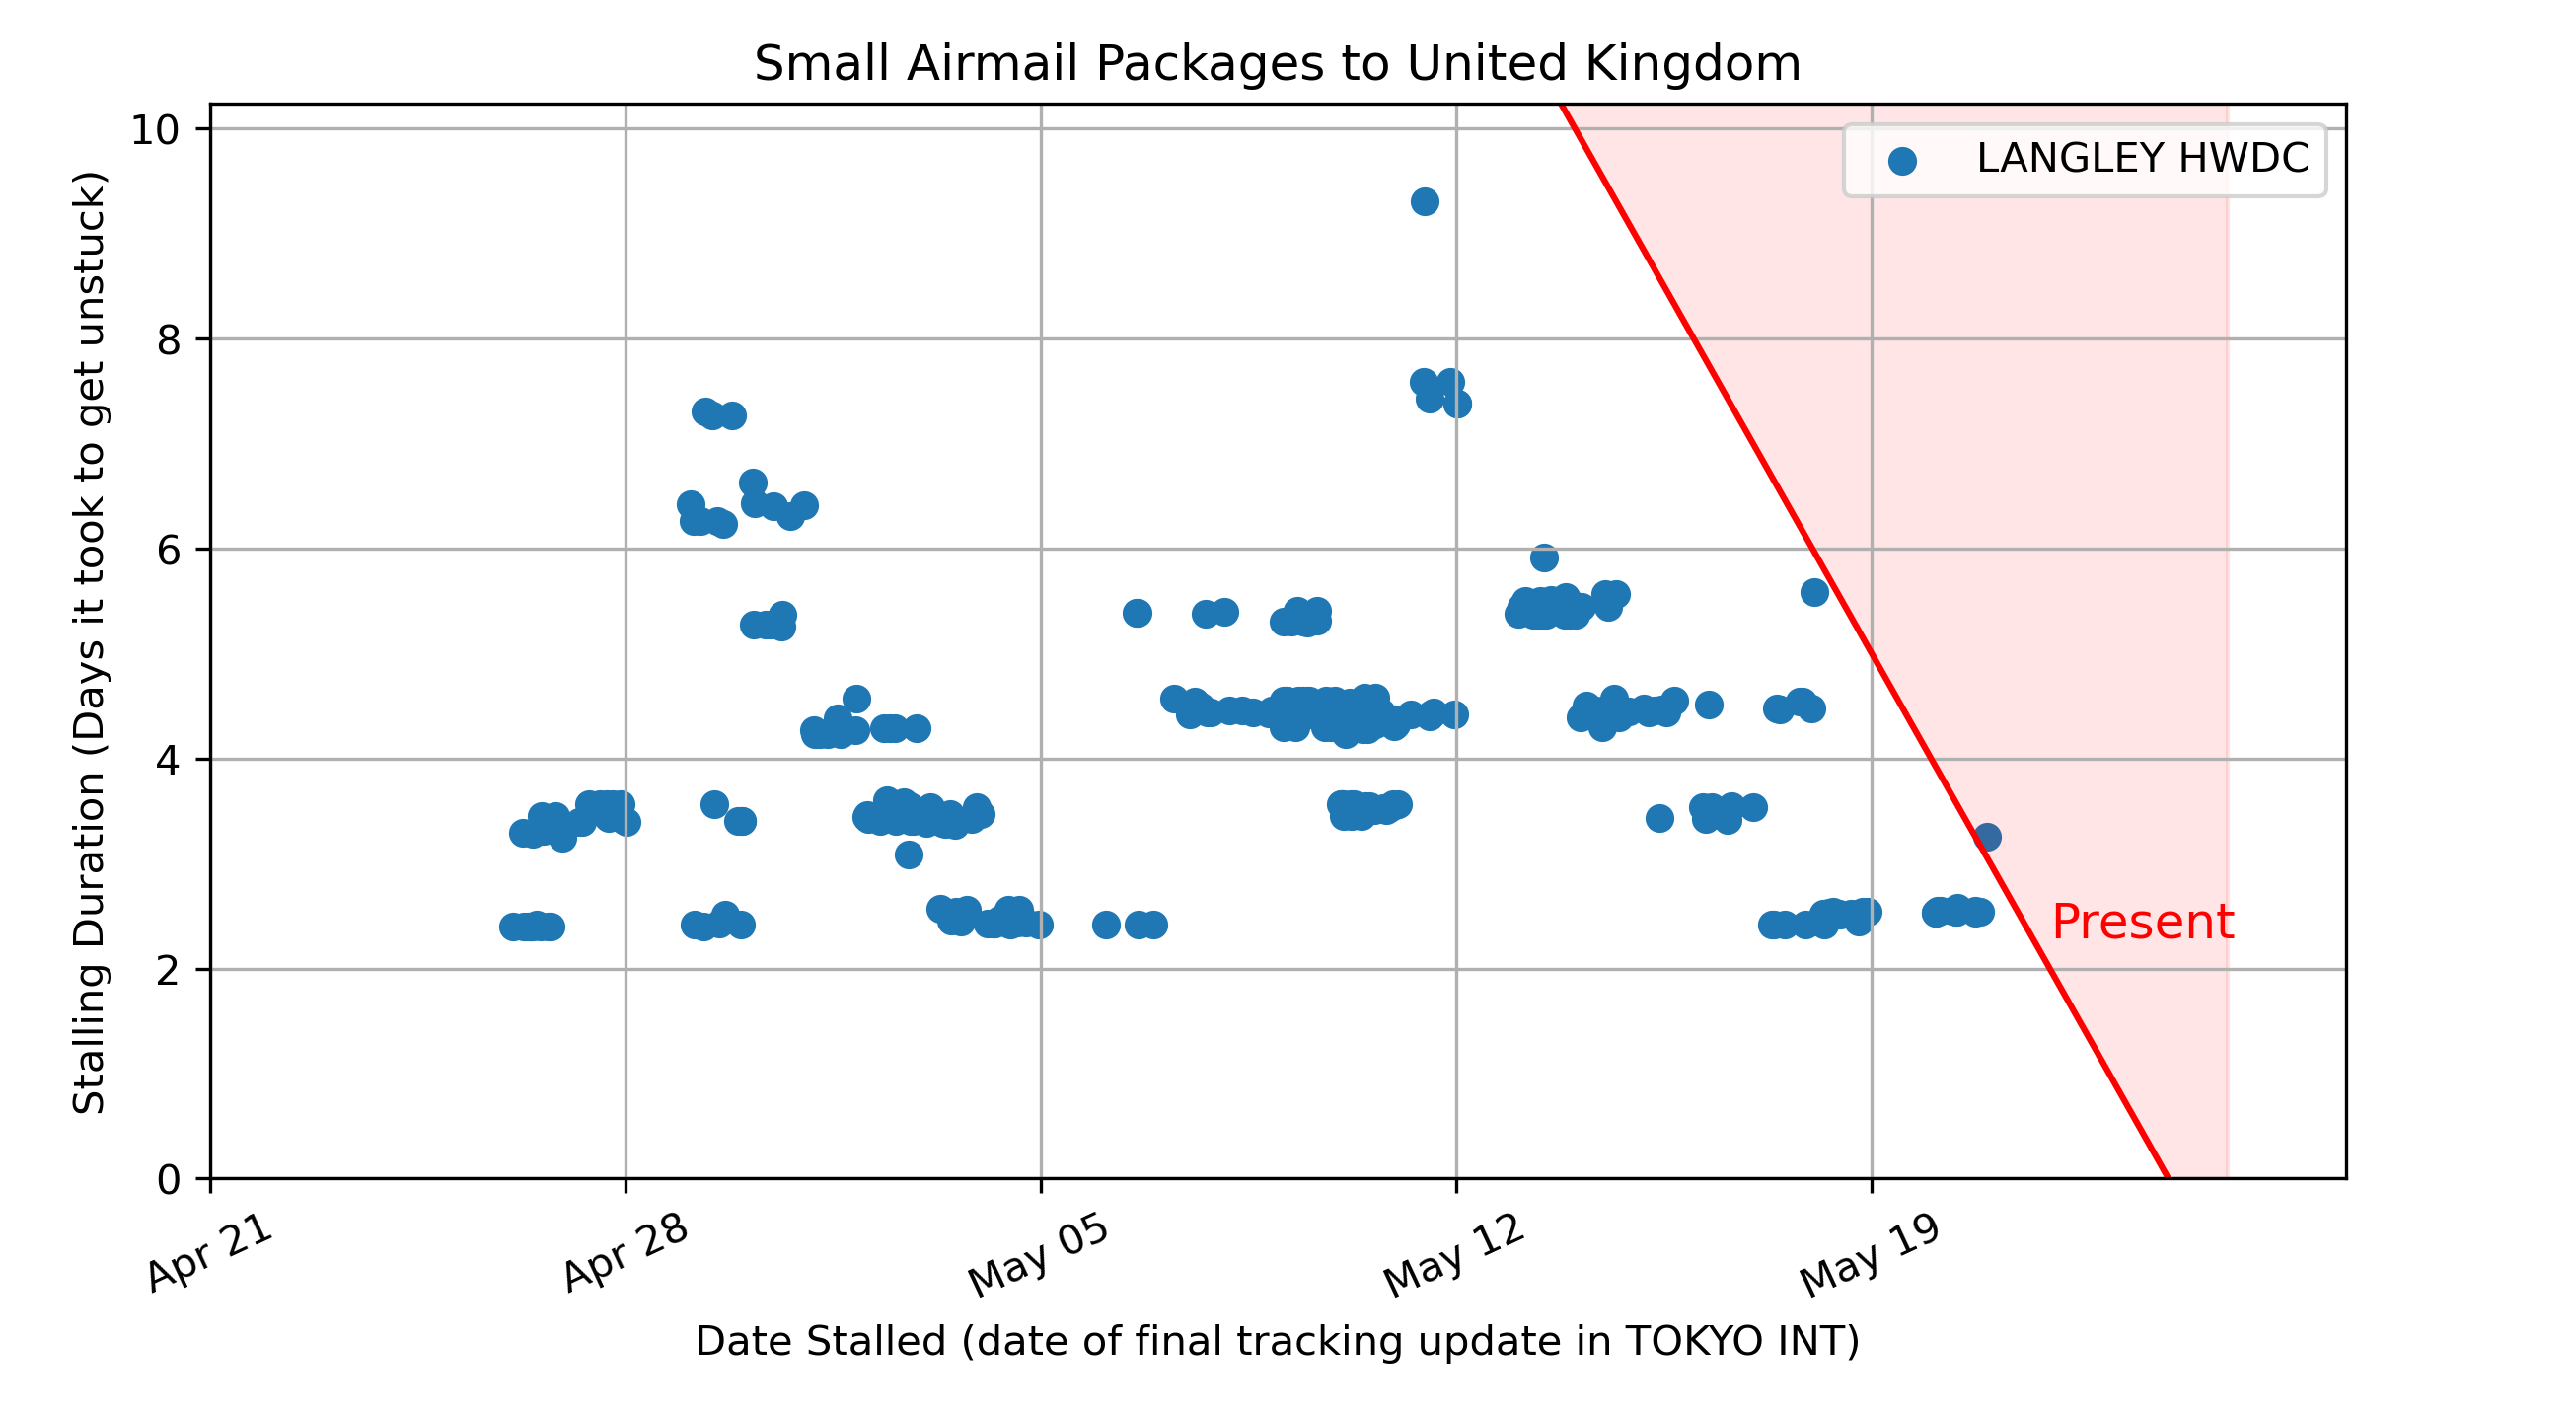 Small Airmail Packages to United Kingdom
Stalling Duration (Days it took to get unstuck)
10
8
6
4
2
0
LANGLEY HWDC
Present
Apr 21
Apr 28
May 05
May 12
May 19
Date Stalled (date of final tracking update in TOKYO INT)